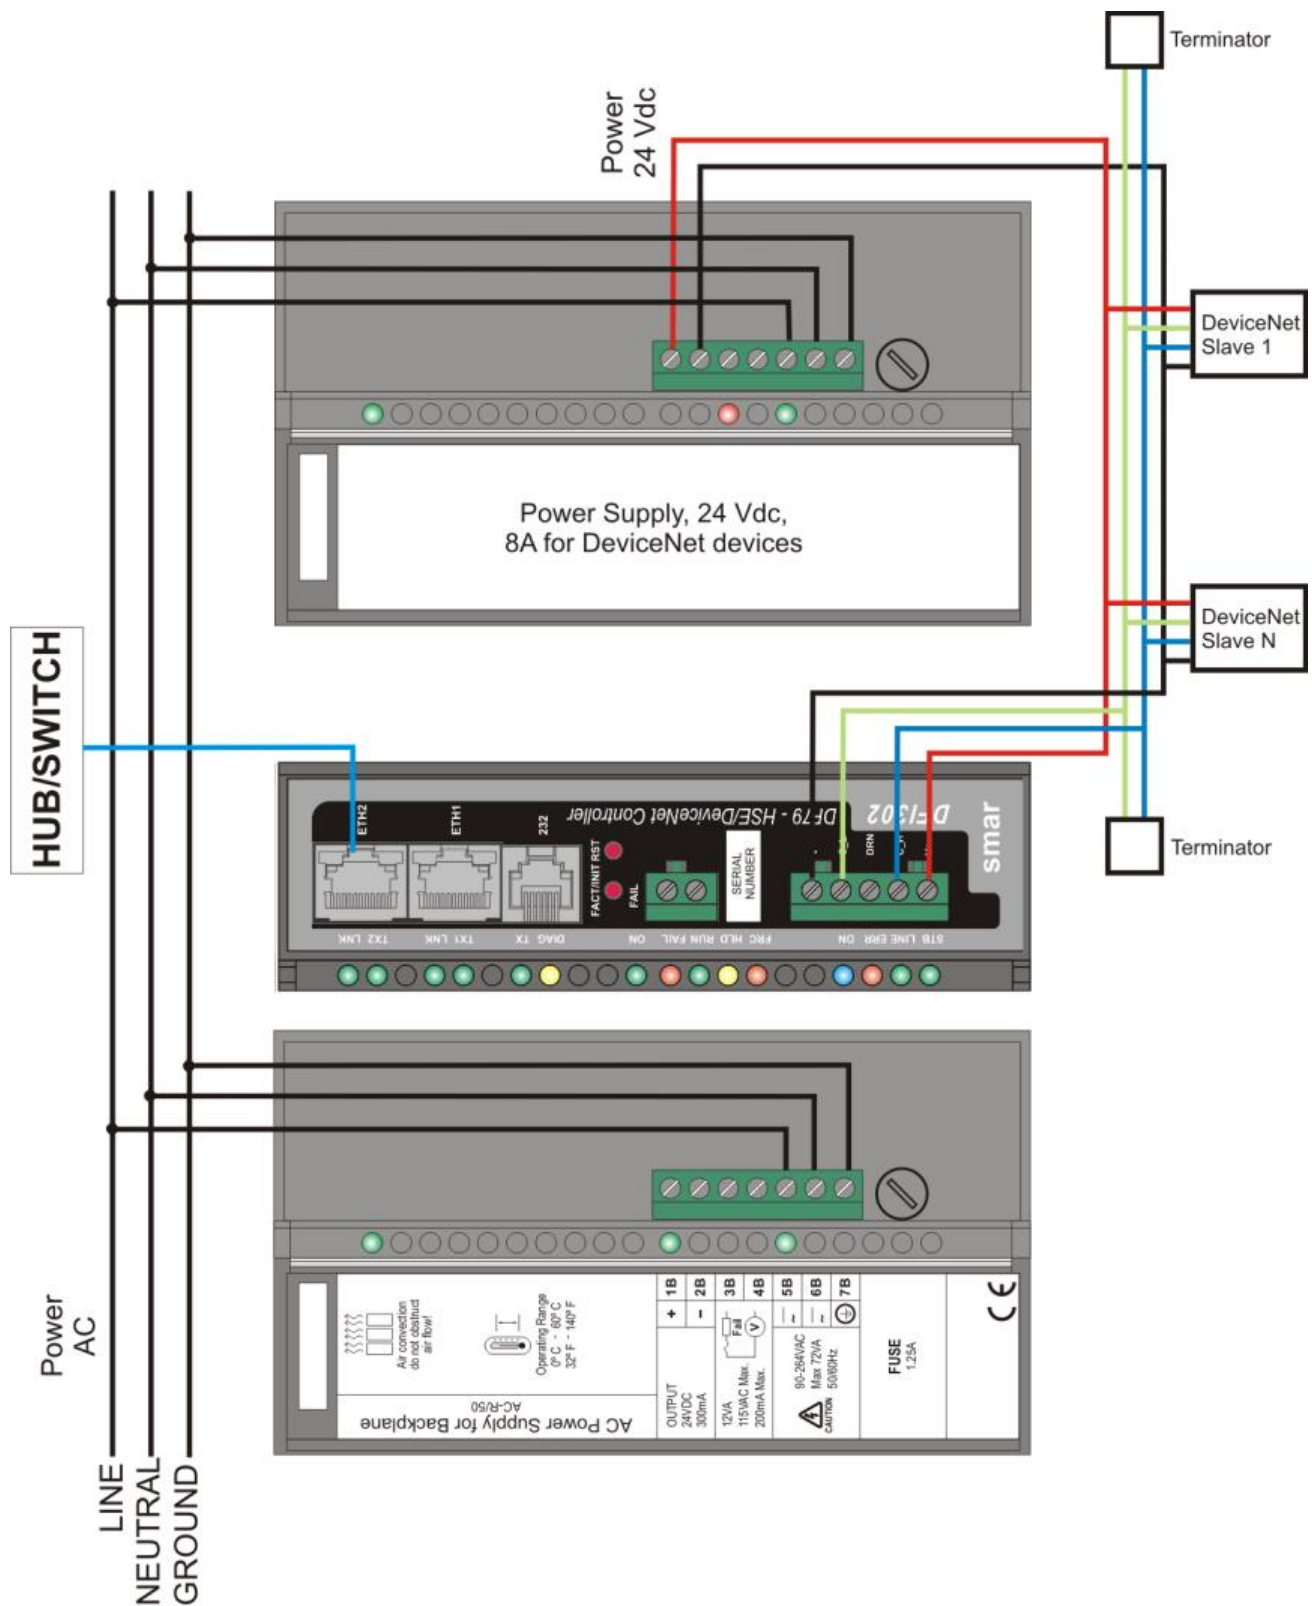 Terminator
Power
24 Vdc
DeviceNet
Slave 1
Power Supply, 24 Vdc,
8A for DeviceNet devices
DeviceNet
Slave N
HUB/SWITCH
Terminator
ETH2
ETH1
232
DF79 - HSE/DeviceNet Controller
DFI302
smar
FACT/INIT RST
FAIL
SERIAL
NUMBER
DRN
TX2 LNK
TX1 LNK
DIAG TX
ON
FRC HLD RUN FAIL
DN
STB LINE ERR
Power
AC
LINE
NEUTRAL
GROUND
Air convection
do not obstruct
air flow!
Operating Range
0º C - 60º C
32º F - 140º F
AC Power Supply for Backplane
AC-R/50
OUTPUT
24VDC
300mA
+ 1B
- 2B
12VA
115VAC Max.
200mA Max.
Fail
V
3B
4B
90-264VAC
Max 72VA
50/60Hz
CAUTION
~ 5B
~ 6B
7B
FUSE
1.25A
CE